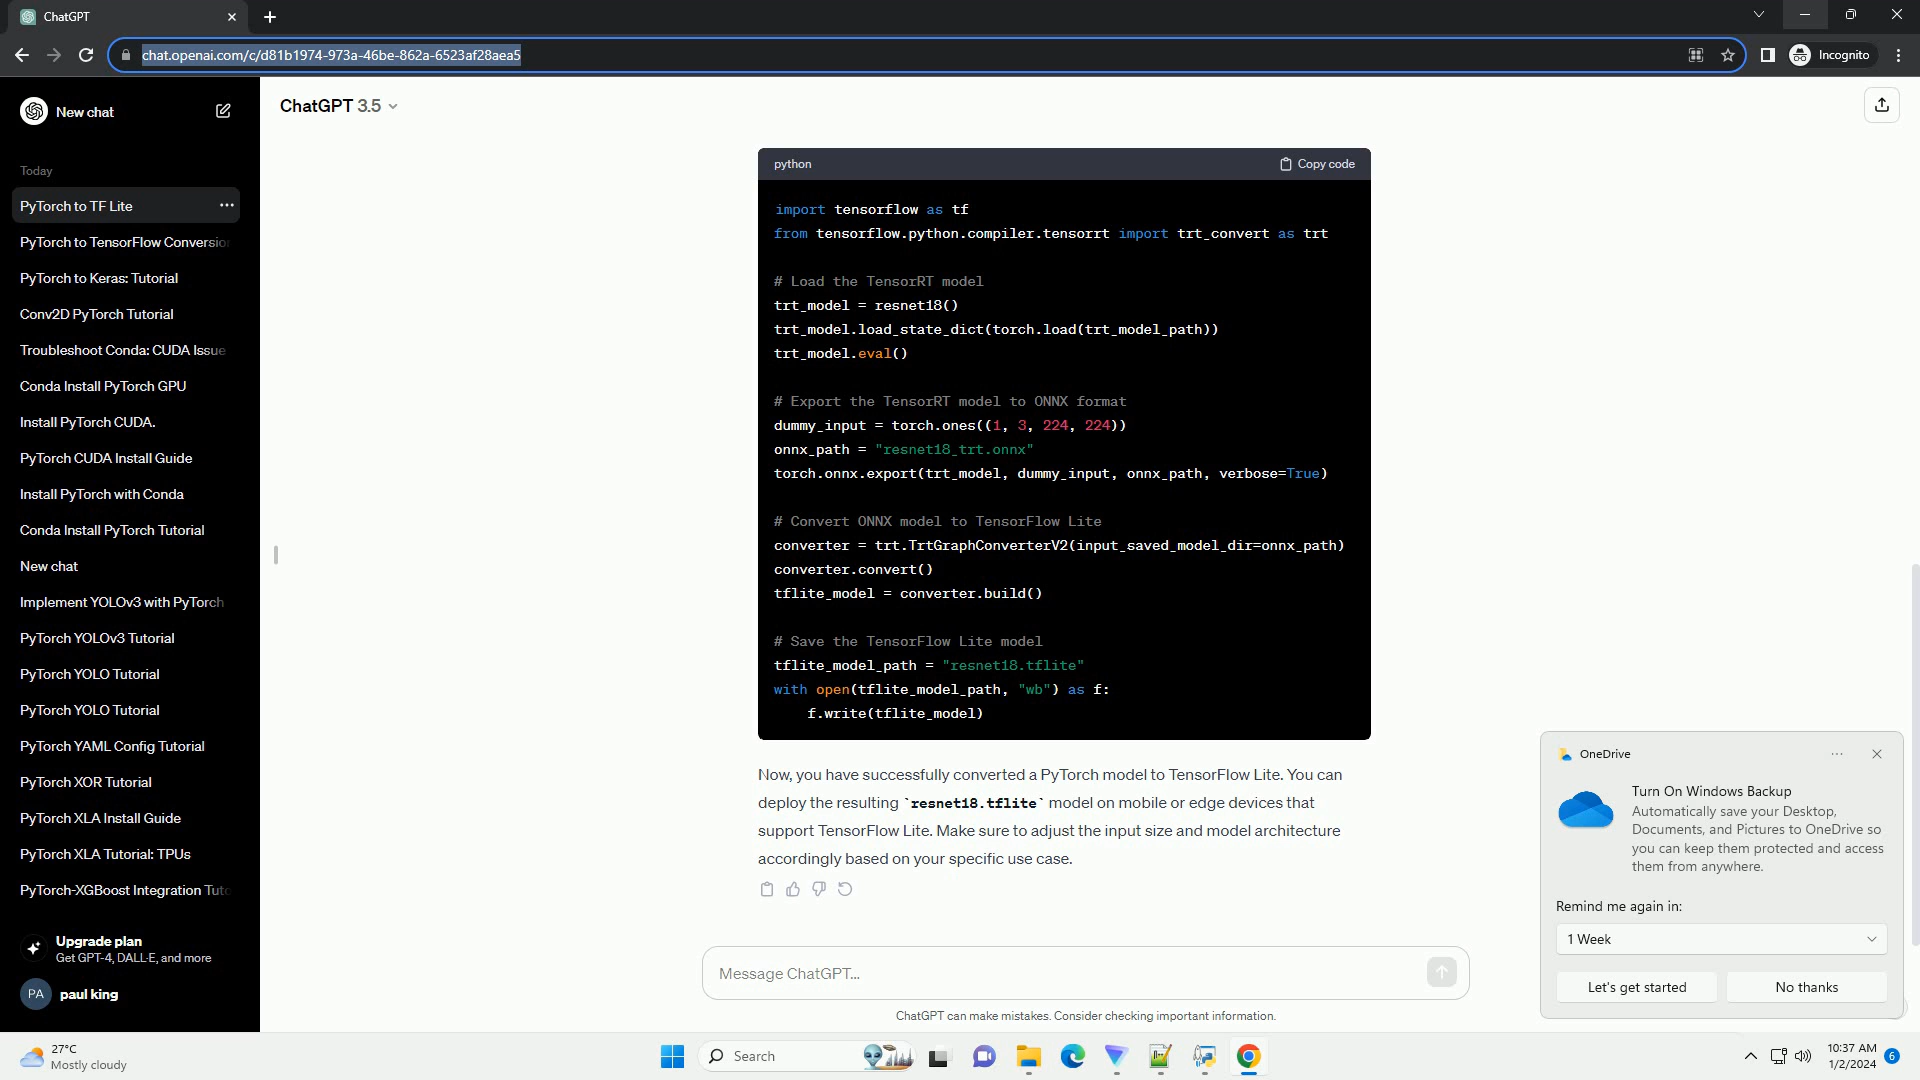 ChatGPT
chat.openai.com/c/d81b1974-973a-46be-862a-6523af28aea5
Incognito
New chat
Today
PyTorch to TF Lite
PyTorch to TensorFlow Conversion
PyTorch to Keras: Tutorial
Conv2D PyTorch Tutorial
Troubleshoot Conda: CUDA Issue
Conda Install PyTorch GPU
Install PyTorch CUDA.
PyTorch CUDA Install Guide
Install PyTorch with Conda
Conda Install PyTorch Tutorial
New chat
Implement YOLOv3 with PyTorch
PyTorch YOLOv3 Tutorial
PyTorch YOLO Tutorial
PyTorch YOLO Tutorial
PyTorch YAML Config Tutorial
PyTorch XOR Tutorial
PyTorch XLA Install Guide
PyTorch XLA Tutorial: TPUs
PyTorch-XGBoost Integration Tuto
Upgrade plan
Get GPT-4, DALL·E, and more
PA paul king
ChatGPT 3.5
python Copy code
import tensorflow as tf
from tensorflow.python.compiler.tensorrt import trt_convert as trt
# Load the TensorRT model
trt_model = resnet18()
trt_model.load_state_dict(torch.load(trt_model_path))
trt_model.eval()
# Export the TensorRT model to ONNX format
dummy_input = torch.ones((1, 3, 224, 224))
onnx_path = "resnet18_trt.onnx"
torch.onnx.export(trt_model, dummy_input, onnx_path, verbose=True)
# Convert ONNX model to TensorFlow Lite
converter = trt.TrtGraphConverterV2(input_saved_model_dir=onnx_path)
converter.convert()
tflite_model = converter.build()
# Save the TensorFlow Lite model
tflite_model_path = "resnet18.tflite"
with open(tflite_model_path, "wb") as f:
    f.write(tflite_model)
Now, you have successfully converted a PyTorch model to TensorFlow Lite. You can
deploy the resulting `resnet18.tflite` model on mobile or edge devices that
support TensorFlow Lite. Make sure to adjust the input size and model architecture
accordingly based on your specific use case.
Message ChatGPT...
ChatGPT can make mistakes. Consider checking important information.
OneDrive
Turn On Windows Backup
Automatically save your Desktop,
Documents, and Pictures to OneDrive so
you can keep them protected and access
them from anywhere.
Remind me again in:
1 Week
Let's get started No thanks
27°C
Mostly cloudy
Search
10:37 AM
1/2/2024
6